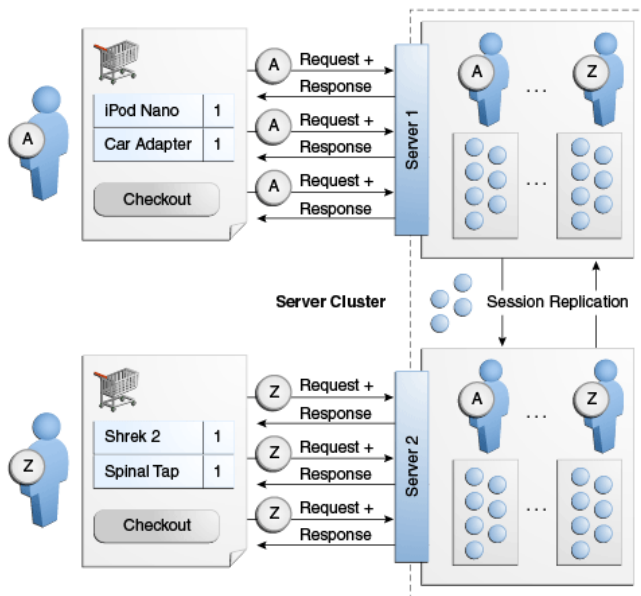 A
iPod Nano 1
Car Adapter 1
Checkout
A Request +
Response
A Request +
Response
A Request +
Response
Server 1
A ... Z
...
Server Cluster
Session Replication
Z
Shrek 2 1
Spinal Tap 1
Checkout
Z Request +
Response
Z Request +
Response
Z Request +
Response
Server 2
A ... Z
...